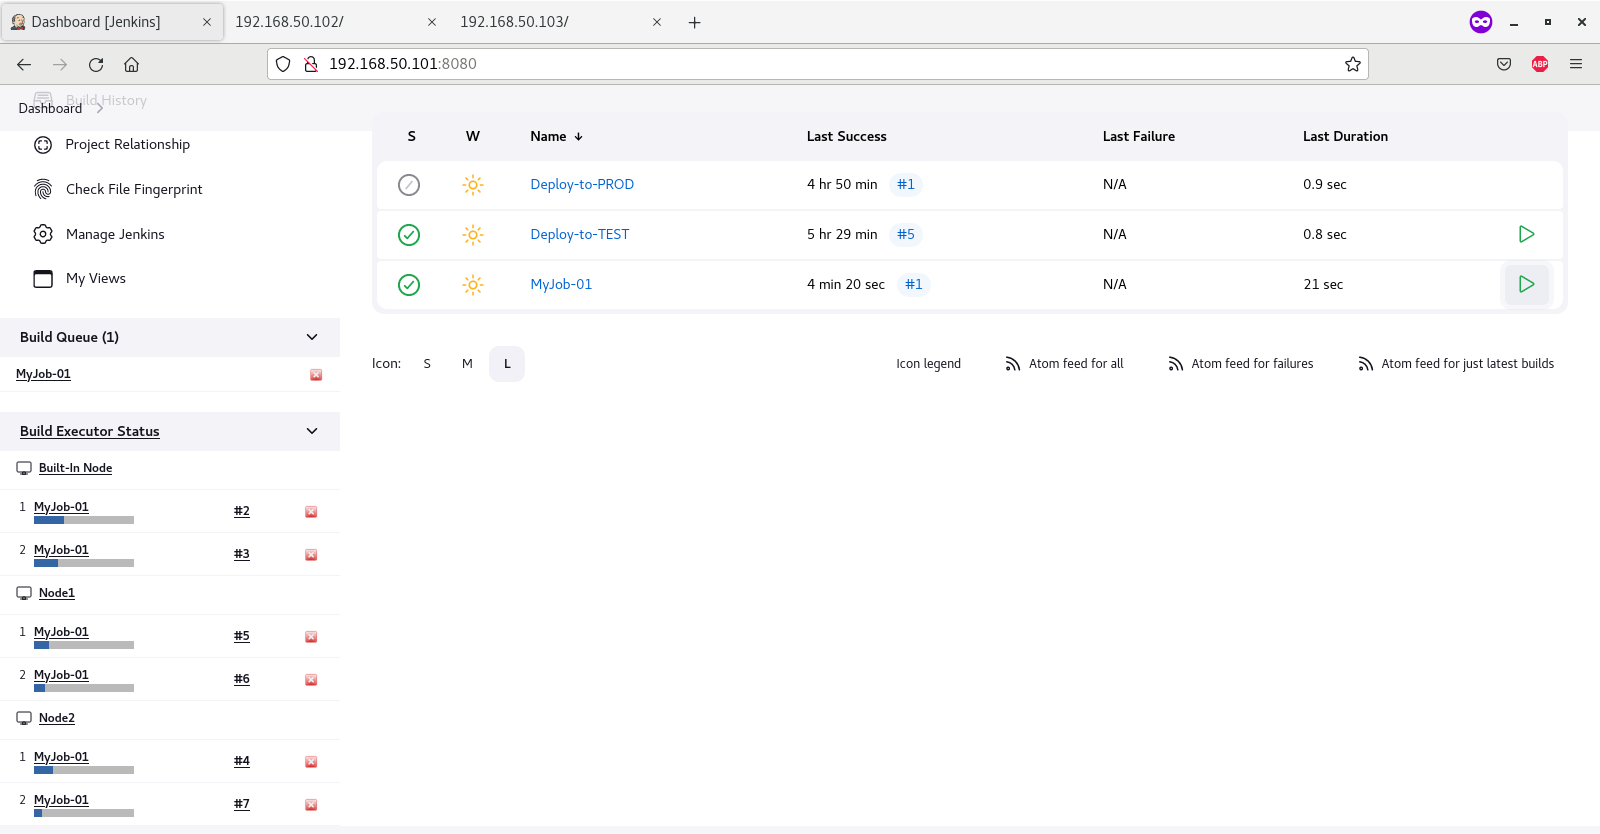 Dashboard [Jenkins]
192.168.50.102/
192.168.50.103/
192.168.50.101:8080
ABP
Build History
Dashboard
Project Relationship
Check File Fingerprint
Manage Jenkins
My Views
Build Queue (1)
MyJob-01
Build Executor Status
Built-In Node
1 MyJob-01 #2
2 MyJob-01 #3
Node1
1 MyJob-01 #5
2 MyJob-01 #6
Node2
1 MyJob-01 #4
2 MyJob-01 #7
S W Name ↓ Last Success Last Failure Last Duration
Deploy-to-PROD 4 hr 50 min #1 N/A 0.9 sec
Deploy-to-TEST 5 hr 29 min #5 N/A 0.8 sec
MyJob-01 4 min 20 sec #1 N/A 21 sec
Icon: S M L
Icon legend
Atom feed for all
Atom feed for failures
Atom feed for just latest builds